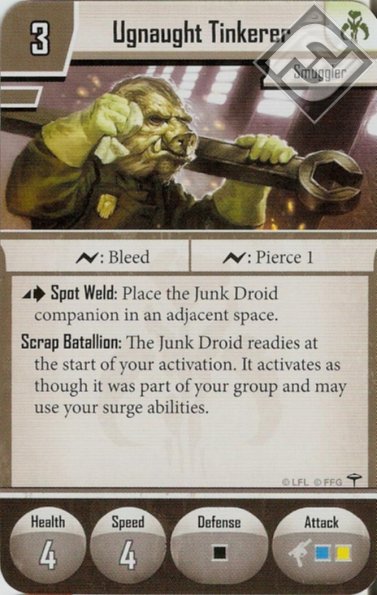 3
Ugnaught Tinkerer
Smuggler
: Bleed
: Pierce 1
Spot Weld: Place the Junk Droid
companion in an adjacent space.
Scrap Batallion: The Junk Droid readies at
the start of your activation. It activates as
though it was part of your group and may
use your surge abilities.
© LFL © FFG
Health
4
Speed
4
Defense
Attack